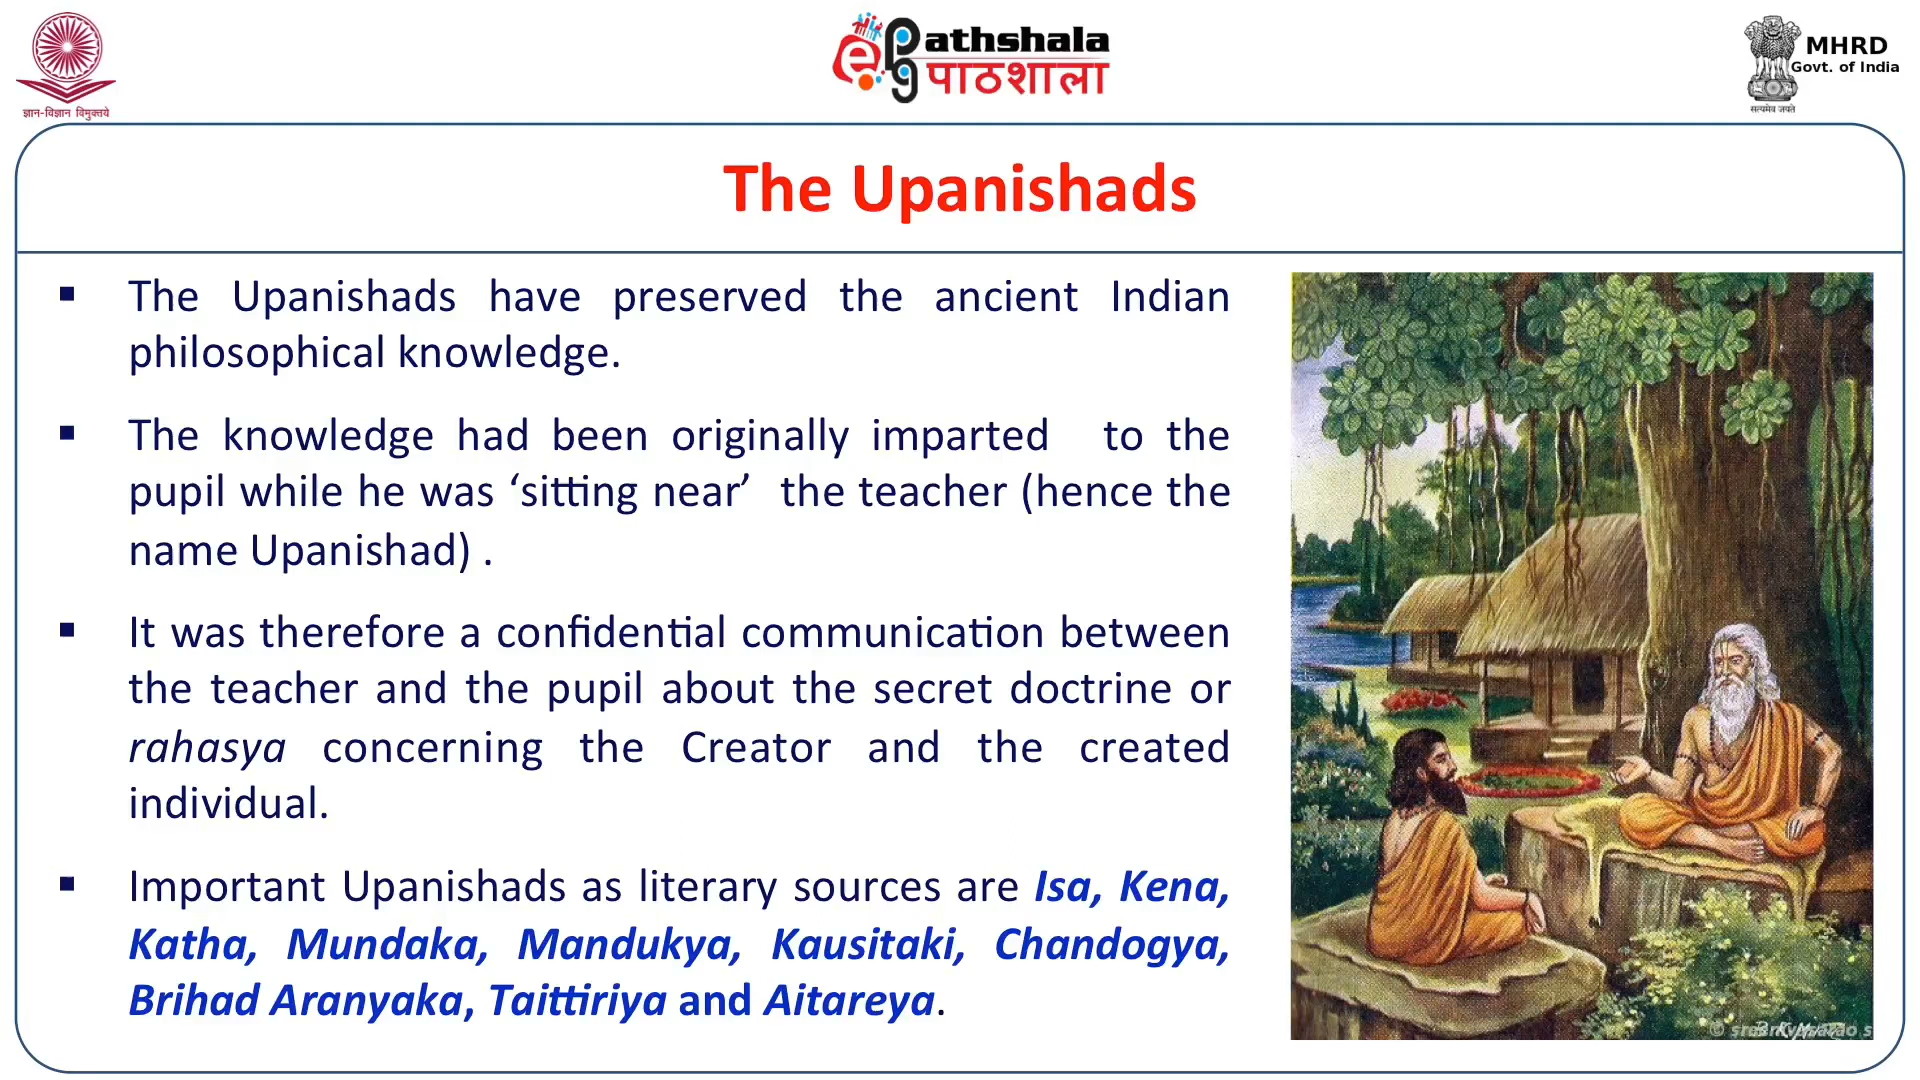 ज्ञान-विज्ञान विमुक्तये
ePg Pathshala
पाठशाला
MHRD
Govt. of India
सत्यमेव जयते
The Upanishads
▪ The Upanishads have preserved the ancient Indian
philosophical knowledge.
▪ The knowledge had been originally imparted to the
pupil while he was ‘sitting near’ the teacher (hence the
name Upanishad) .
▪ It was therefore a confidential communication between
the teacher and the pupil about the secret doctrine or
rahasya concerning the Creator and the created
individual.
▪ Important Upanishads as literary sources are Isa, Kena,
Katha, Mundaka, Mandukya, Kausitaki, Chandogya,
Brihad Aranyaka, Taittiriya and Aitareya.